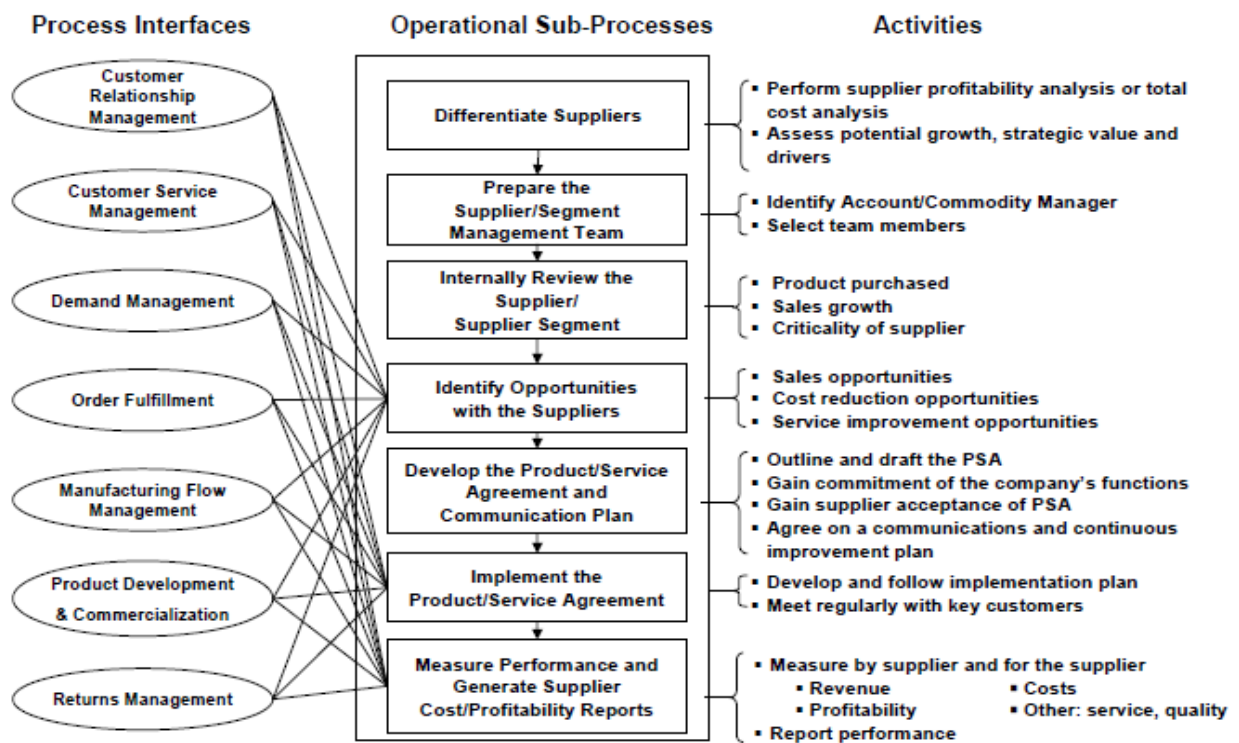 Process Interfaces
Operational Sub-Processes
Activities
Customer
Relationship
Management
Customer Service
Management
Demand Management
Order Fulfillment
Manufacturing Flow
Management
Product Development
& Commercialization
Returns Management
Differentiate Suppliers
Prepare the
Supplier/Segment
Management Team
Internally Review the
Supplier/
Supplier Segment
Identify Opportunities
with the Suppliers
Develop the Product/Service
Agreement and
Communication Plan
Implement the
Product/Service Agreement
Measure Performance and
Generate Supplier
Cost/Profitability Reports
▪ Perform supplier profitability analysis or total
cost analysis
▪ Assess potential growth, strategic value and
drivers
▪ Identify Account/Commodity Manager
▪ Select team members
▪ Product purchased
▪ Sales growth
▪ Criticality of supplier
▪ Sales opportunities
▪ Cost reduction opportunities
▪ Service improvement opportunities
▪ Outline and draft the PSA
▪ Gain commitment of the company's functions
▪ Gain supplier acceptance of PSA
▪ Agree on a communications and continuous
improvement plan
▪ Develop and follow implementation plan
▪ Meet regularly with key customers
▪ Measure by supplier and for the supplier
▪ Revenue ▪ Costs
▪ Profitability ▪ Other: service, quality
▪ Report performance